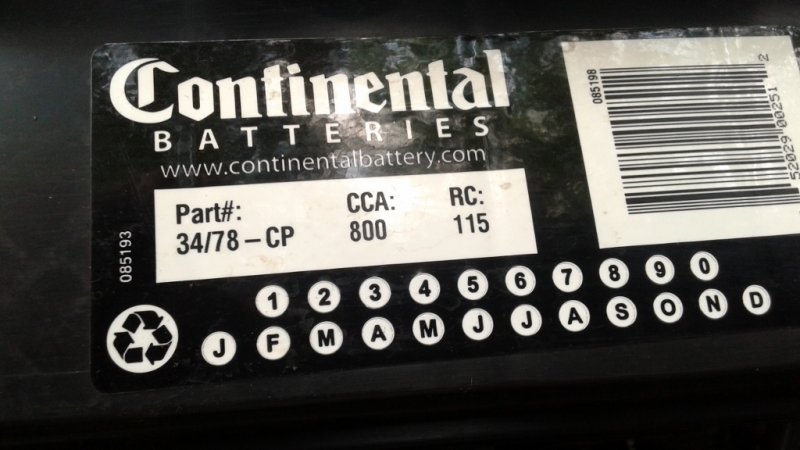 Continental
BATTERIES
www.continentalbattery.com
Part#: CCA: RC:
34/78-CP 800 115
085193
1 2 3 4 5 6 7 8 9 0
J F M A M J J A S O N D
085198
52029 00251 2